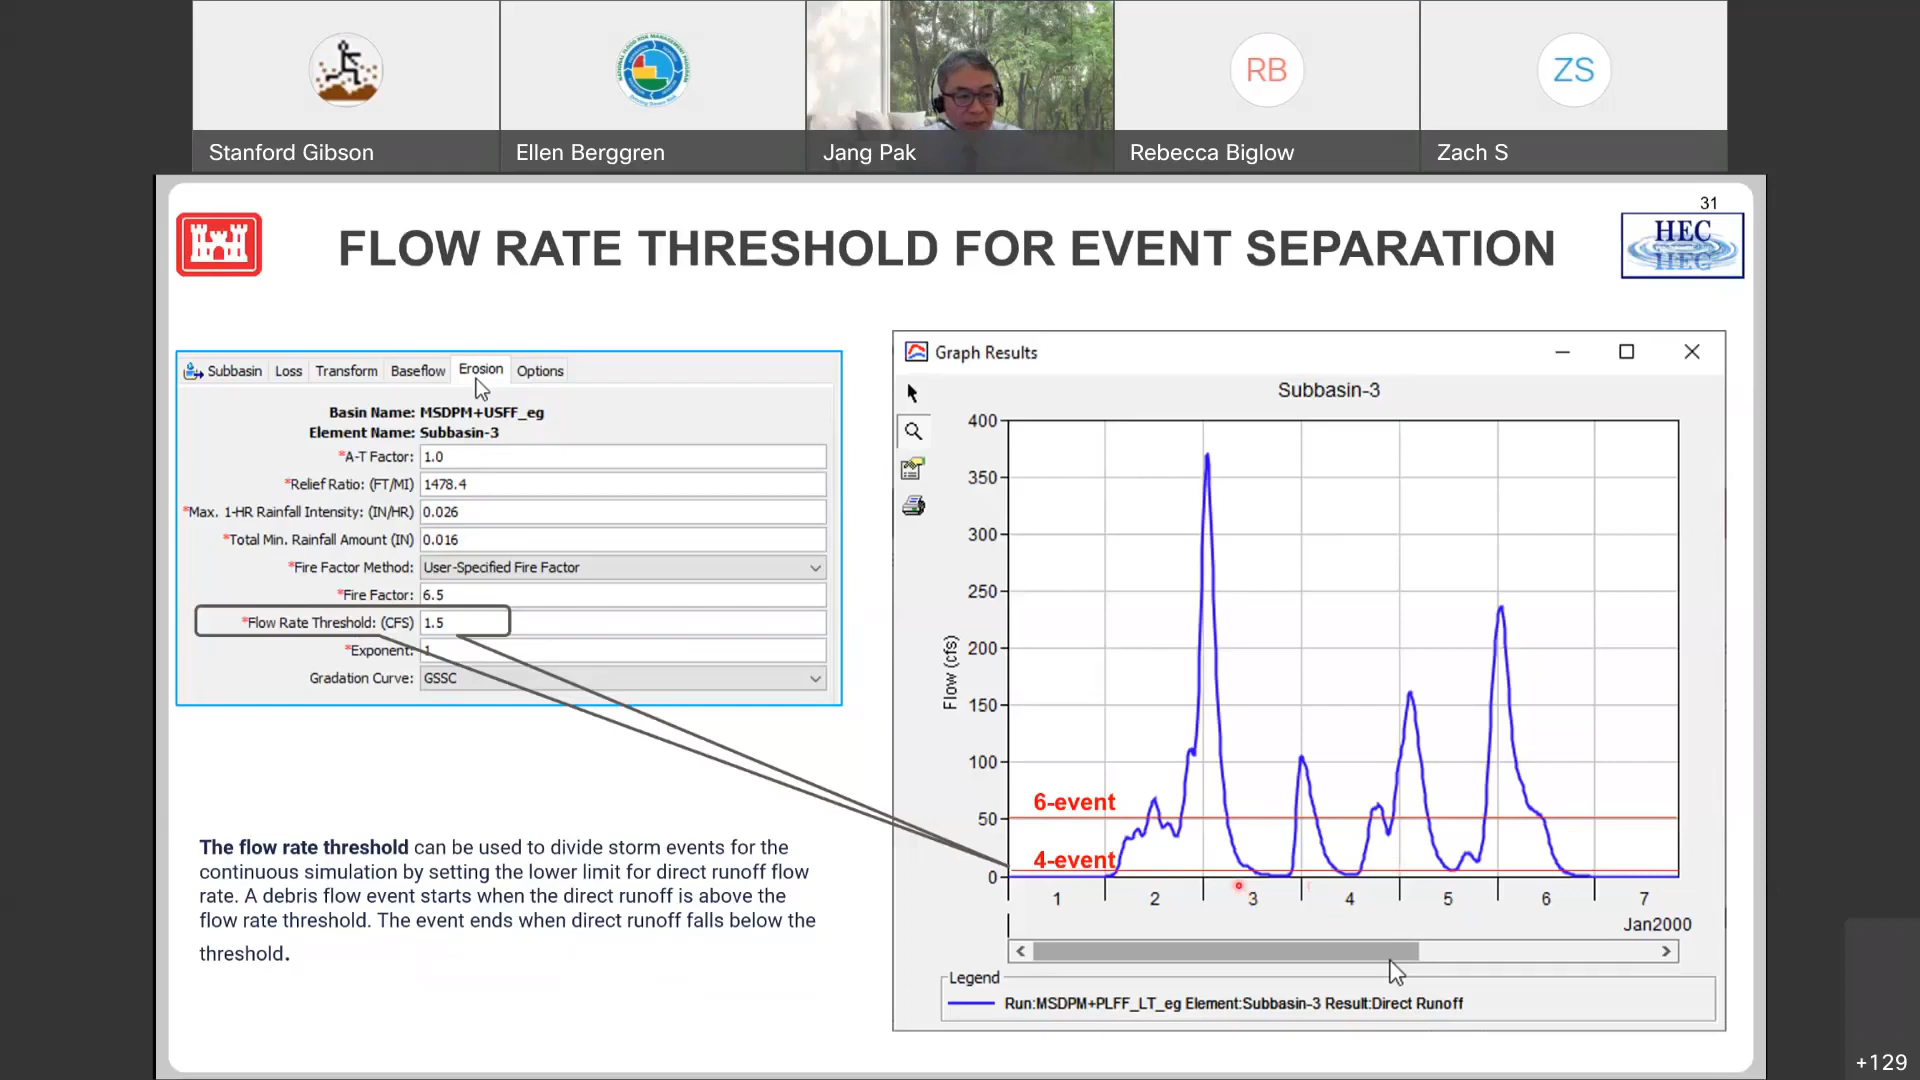 RB
ZS
Stanford Gibson
Ellen Berggren
Jang Pak
Rebecca Biglow
Zach S
31
HEC
FLOW RATE THRESHOLD FOR EVENT SEPARATION
Subbasin Loss Transform Baseflow Erosion Options
Basin Name: MSDPM+USFF_eg
Element Name: Subbasin-3
*A-T Factor: 1.0
*Relief Ratio: (FT/MI) 1478.4
*Max. 1-HR Rainfall Intensity: (IN/HR) 0.026
*Total Min. Rainfall Amount (IN) 0.016
*Fire Factor Method: User-Specified Fire Factor
*Fire Factor: 6.5
*Flow Rate Threshold: (CFS) 1.5
*Exponent: 1
Gradation Curve: GSSC
The flow rate threshold can be used to divide storm events for the
continuous simulation by setting the lower limit for direct runoff flow
rate. A debris flow event starts when the direct runoff is above the
flow rate threshold. The event ends when direct runoff falls below the
threshold.
Graph Results
Subbasin-3
400
350
300
250
200
150
100
50
0
Flow (cfs)
6-event
4-event
1 2 3 4 5 6 7
Jan2000
Legend
Run:MSDPM+PLFF_LT_eg Element:Subbasin-3 Result:Direct Runoff
+129